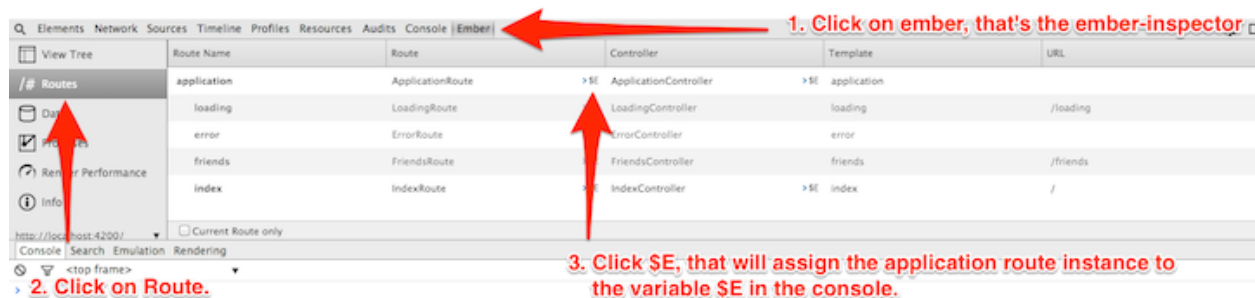 Elements Network Sources Timeline Profiles Resources Audits Console Ember
1. Click on ember, that's the ember-inspector
View Tree
Route Name Route Controller Template URL
/# Routes
application ApplicationRoute >$E ApplicationController >$E application
loading LoadingRoute LoadingController loading /loading
error ErrorRoute ErrorController error
friends FriendsRoute FriendsController friends /friends
Render Performance
index IndexRoute IndexController >$E index /
Info
http://localhost:4200/
Current Route only
Console Search Emulation Rendering
<top frame>
> 2. Click on Route.
3. Click $E, that will assign the application route instance to
the variable $E in the console.